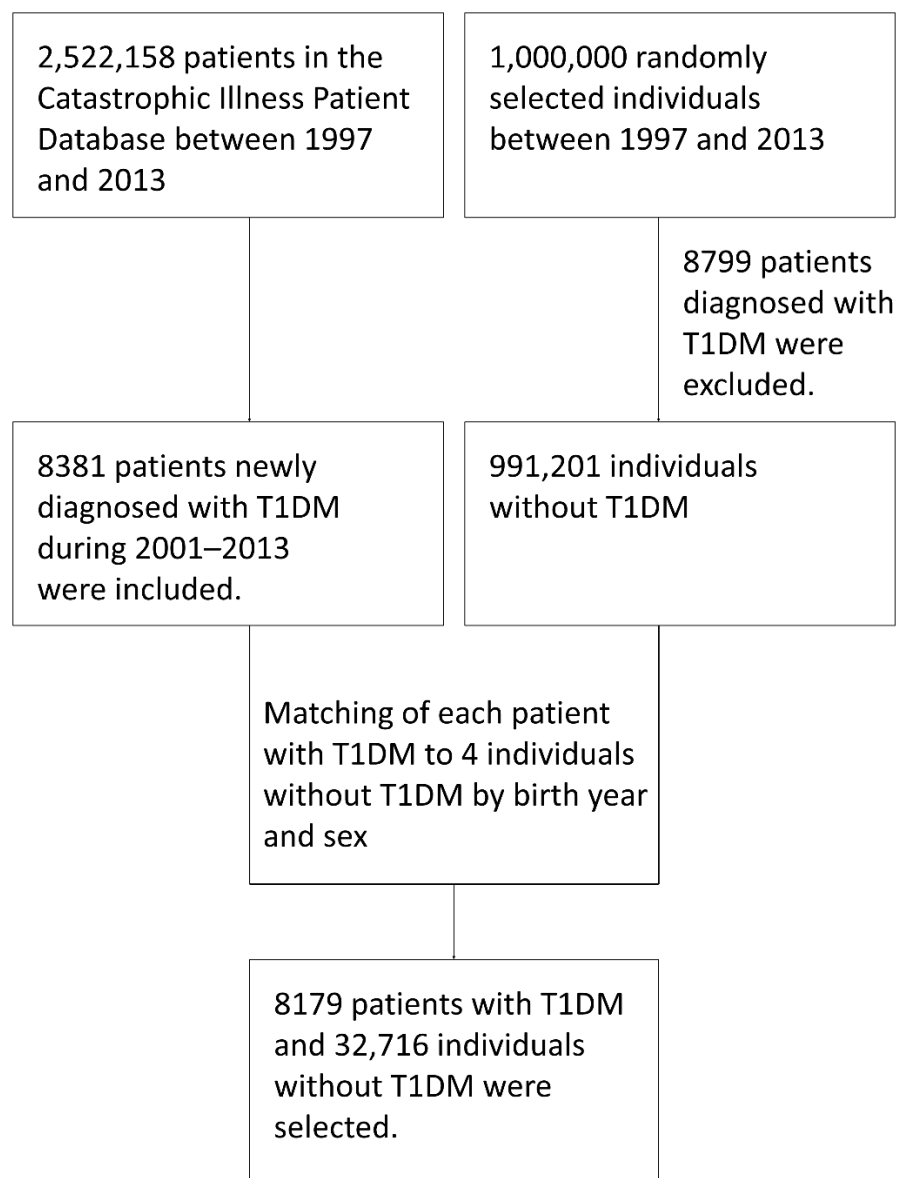 2,522,158 patients in the
Catastrophic Illness Patient
Database between 1997
and 2013
1,000,000 randomly
selected individuals
between 1997 and 2013
8799 patients
diagnosed with
T1DM were
excluded.
8381 patients newly
diagnosed with T1DM
during 2001–2013
were included.
991,201 individuals
without T1DM
Matching of each patient
with T1DM to 4 individuals
without T1DM by birth year
and sex
8179 patients with T1DM
and 32,716 individuals
without T1DM were
selected.